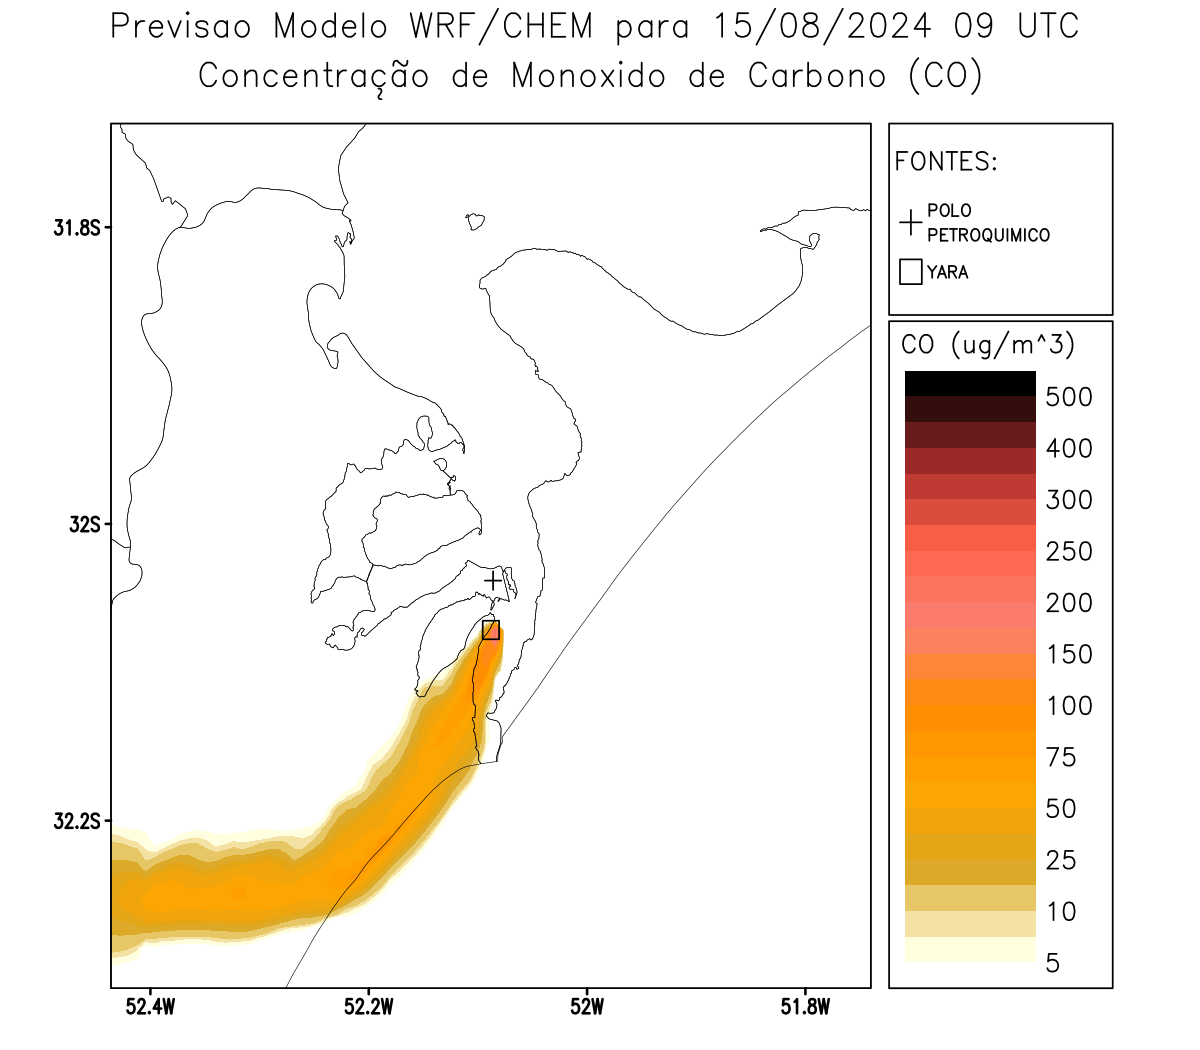 Previsao Modelo WRF/CHEM para 15/08/2024 09 UTC
Concentração de Monoxido de Carbono (CO)
FONTES:
POLO
PETROQUIMICO
YARA
31.8S
32S
32.2S
52.4W
52.2W
52W
51.8W
CO (ug/m^3)
500
400
300
250
200
150
100
75
50
25
10
5